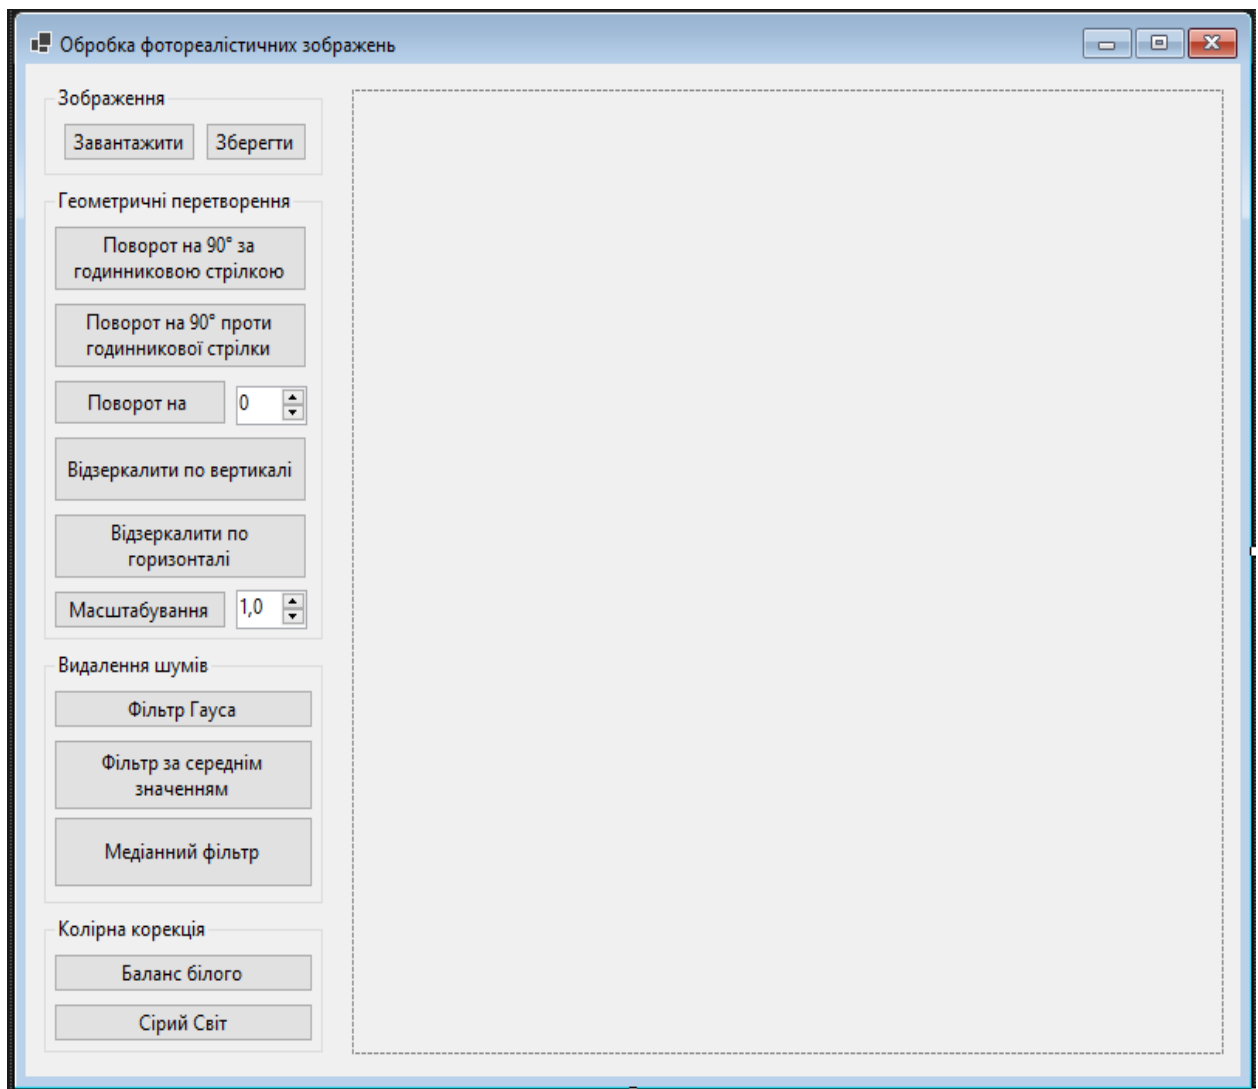 Обробка фотореалістичних зображень
Зображення
Завантажити
Зберегти
Геометричні перетворення
Поворот на 90° за
годинниковою стрілкою
Поворот на 90° проти
годинникової стрілки
Поворот на
0
Відзеркалити по вертикалі
Відзеркалити по
горизонталі
Масштабування
1,0
Видалення шумів
Фільтр Гауса
Фільтр за середнім
значенням
Медіанний фільтр
Колірна корекція
Баланс білого
Сірий Світ